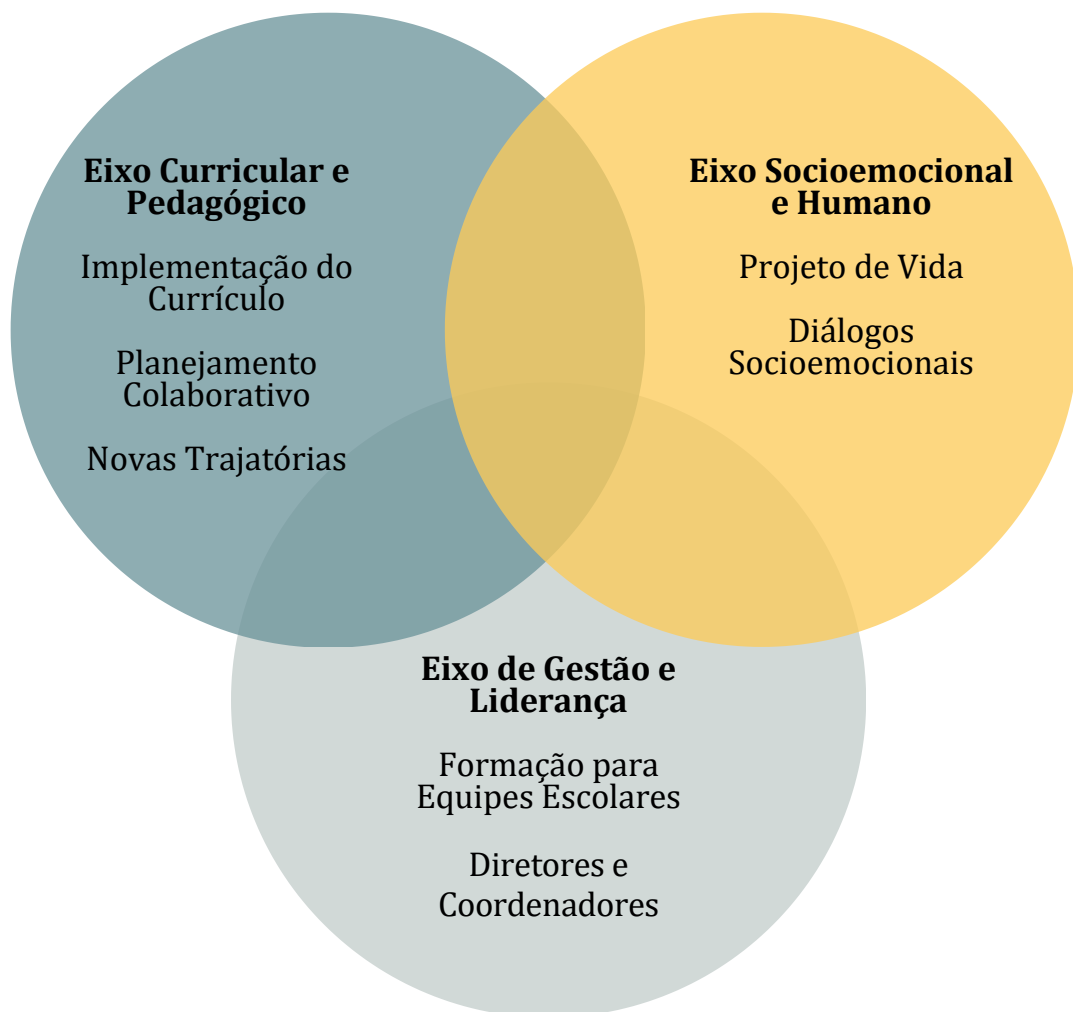 Eixo Curricular e
Pedagógico
Implementação do
Currículo
Planejamento
Colaborativo
Novas Trajatórias
Eixo Socioemocional
e Humano
Projeto de Vida
Diálogos
Socioemocionais
Eixo de Gestão e
Liderança
Formação para
Equipes Escolares
Diretores e
Coordenadores